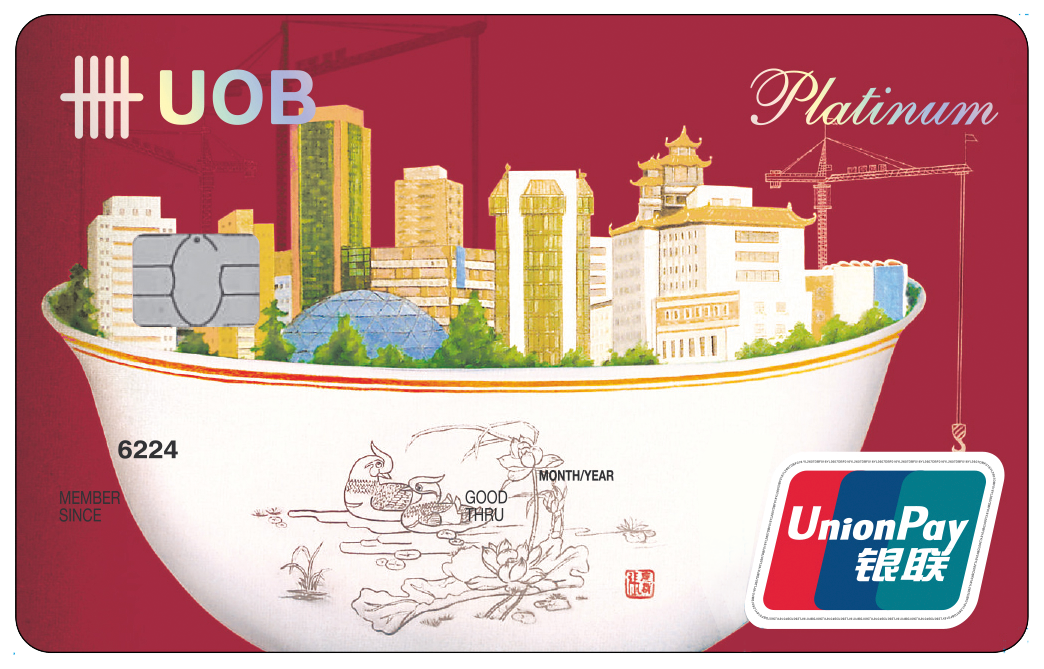 UOB
Platinum
6224
MONTH/YEAR
MEMBER
SINCE
GOOD
THRU
UnionPay
银联